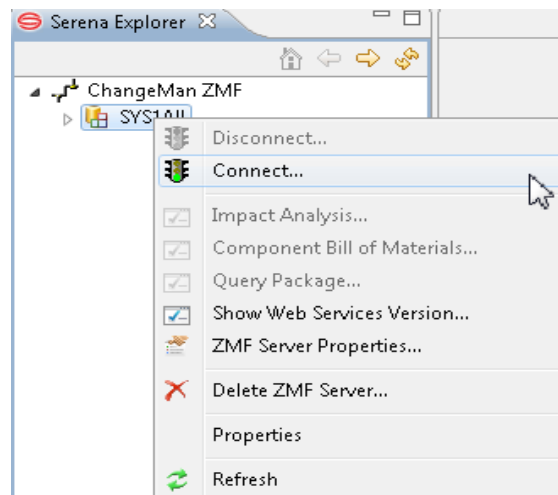 Serena Explorer
ChangeMan ZMF
SYS1All
Disconnect...
Connect...
Impact Analysis...
Component Bill of Materials...
Query Package...
Show Web Services Version...
ZMF Server Properties...
Delete ZMF Server...
Properties
Refresh